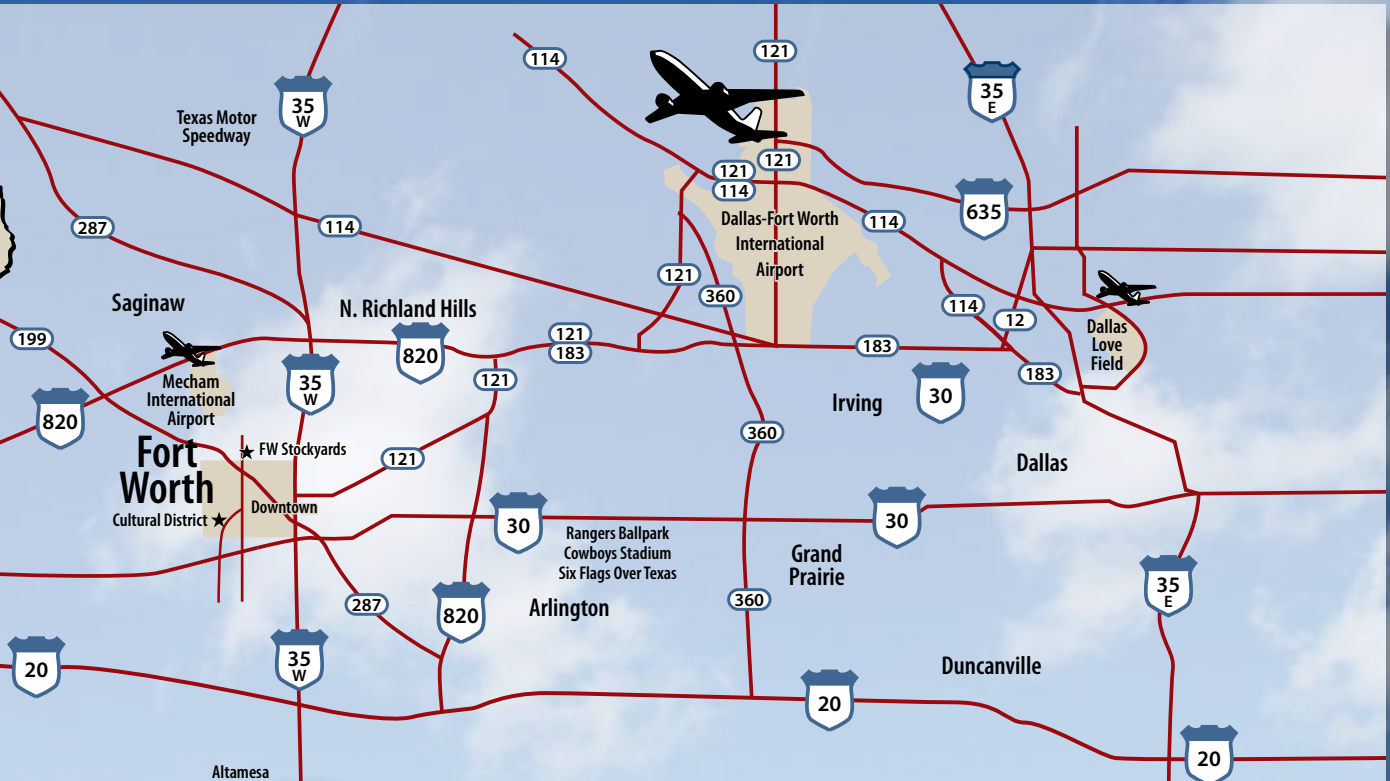 121
114
35
E
35
W
Texas Motor
Speedway
121
121
114
635
Dallas-Fort Worth
International
Airport
114
287
114
121
360
Saginaw
N. Richland Hills
114
12
199
121
183
820
183
Dallas
Love
Field
Mecham
International
Airport
35
W
121
183
30
Irving
820
360
Fort
Worth
FW Stockyards
121
Dallas
Downtown
Cultural District
30
30
Rangers Ballpark
Cowboys Stadium
Six Flags Over Texas
Grand
Prairie
35
E
287
820
Arlington
360
20
35
W
Duncanville
20
20
Altamesa